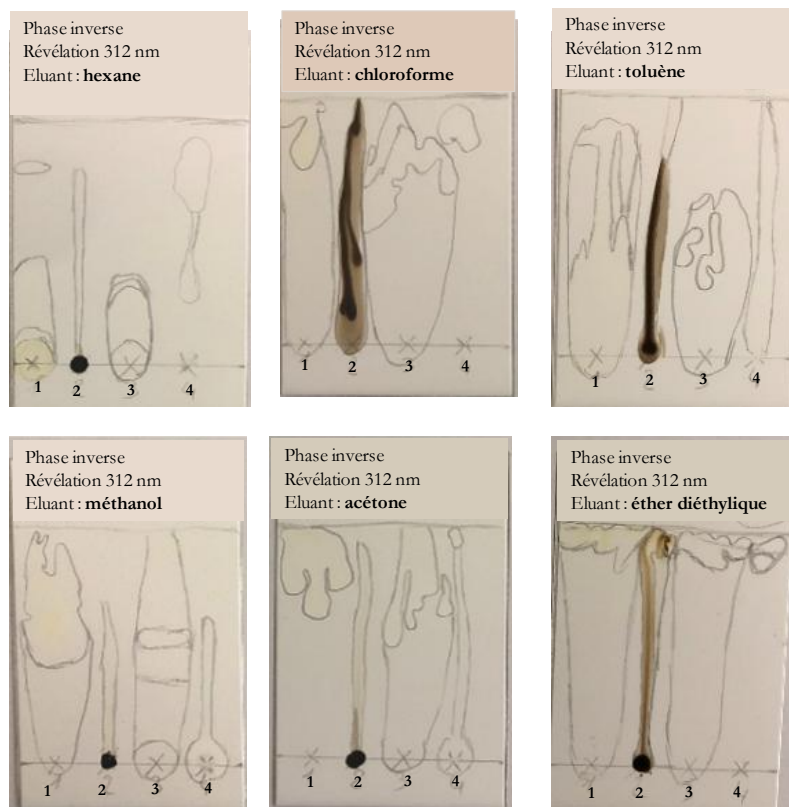 Phase inverse
Révélation 312 nm
Eluant : hexane
1 2 3 4
Phase inverse
Révélation 312 nm
Eluant : chloroforme
1 2 3 4
Phase inverse
Révélation 312 nm
Eluant : toluène
1 2 3 4
Phase inverse
Révélation 312 nm
Eluant : méthanol
1 2 3 4
Phase inverse
Révélation 312 nm
Eluant : acétone
1 2 3 4
Phase inverse
Révélation 312 nm
Eluant : éther diéthylique
1 2 3 4